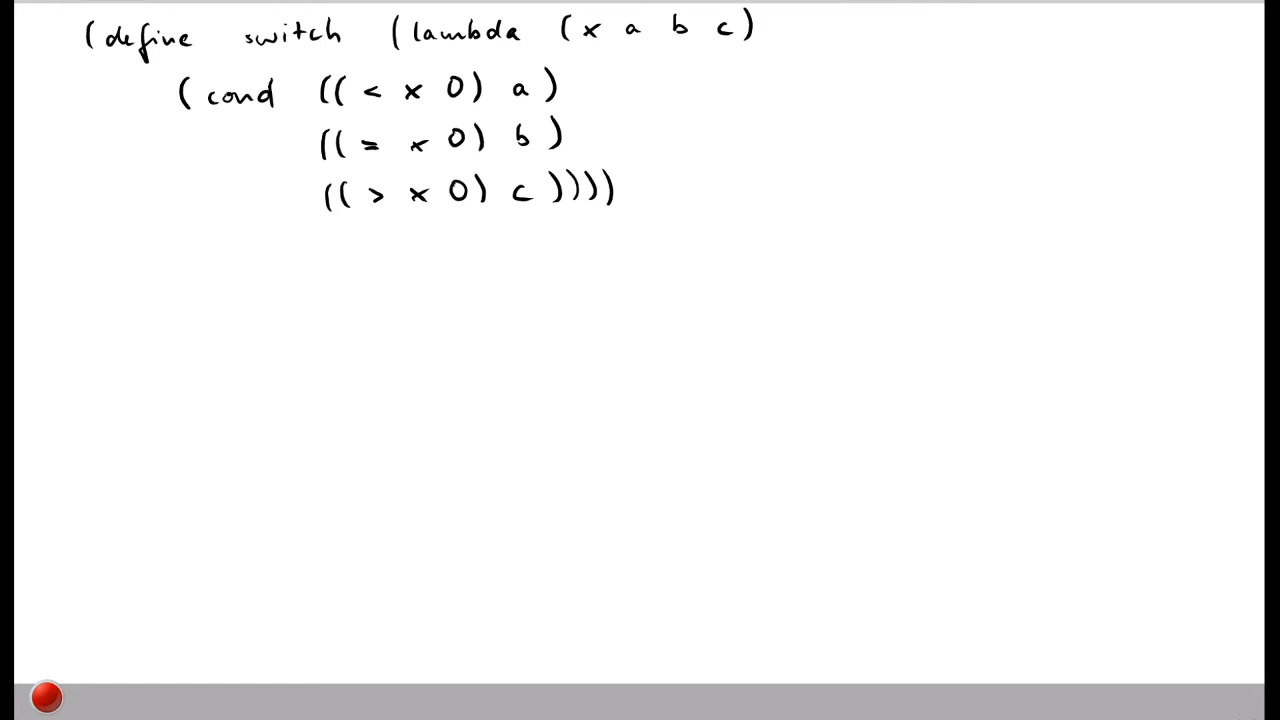 (define switch (lambda (x a b c)
(cond ((< x 0) a)
((= x 0) b)
((> x 0) c))))